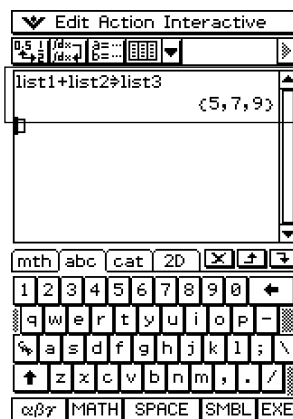 Edit Action Interactive
list1+list2⇒list3
{5,7,9}
mth abc cat 2D
1 2 3 4 5 6 7 8 9 0
q w e r t y u i o p -
a s d f g h j k l ; \
z x c v b n m , . /
αβγ MATH SPACE SMBL EXE